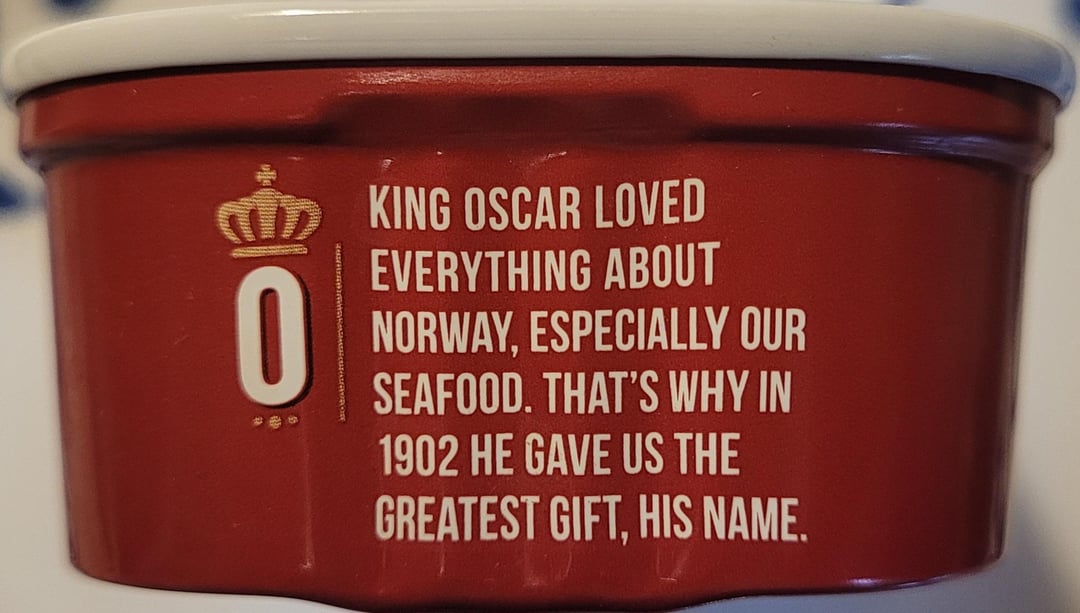 O
KING OSCAR LOVED
EVERYTHING ABOUT
NORWAY, ESPECIALLY OUR
SEAFOOD. THAT'S WHY IN
1902 HE GAVE US THE
GREATEST GIFT, HIS NAME.